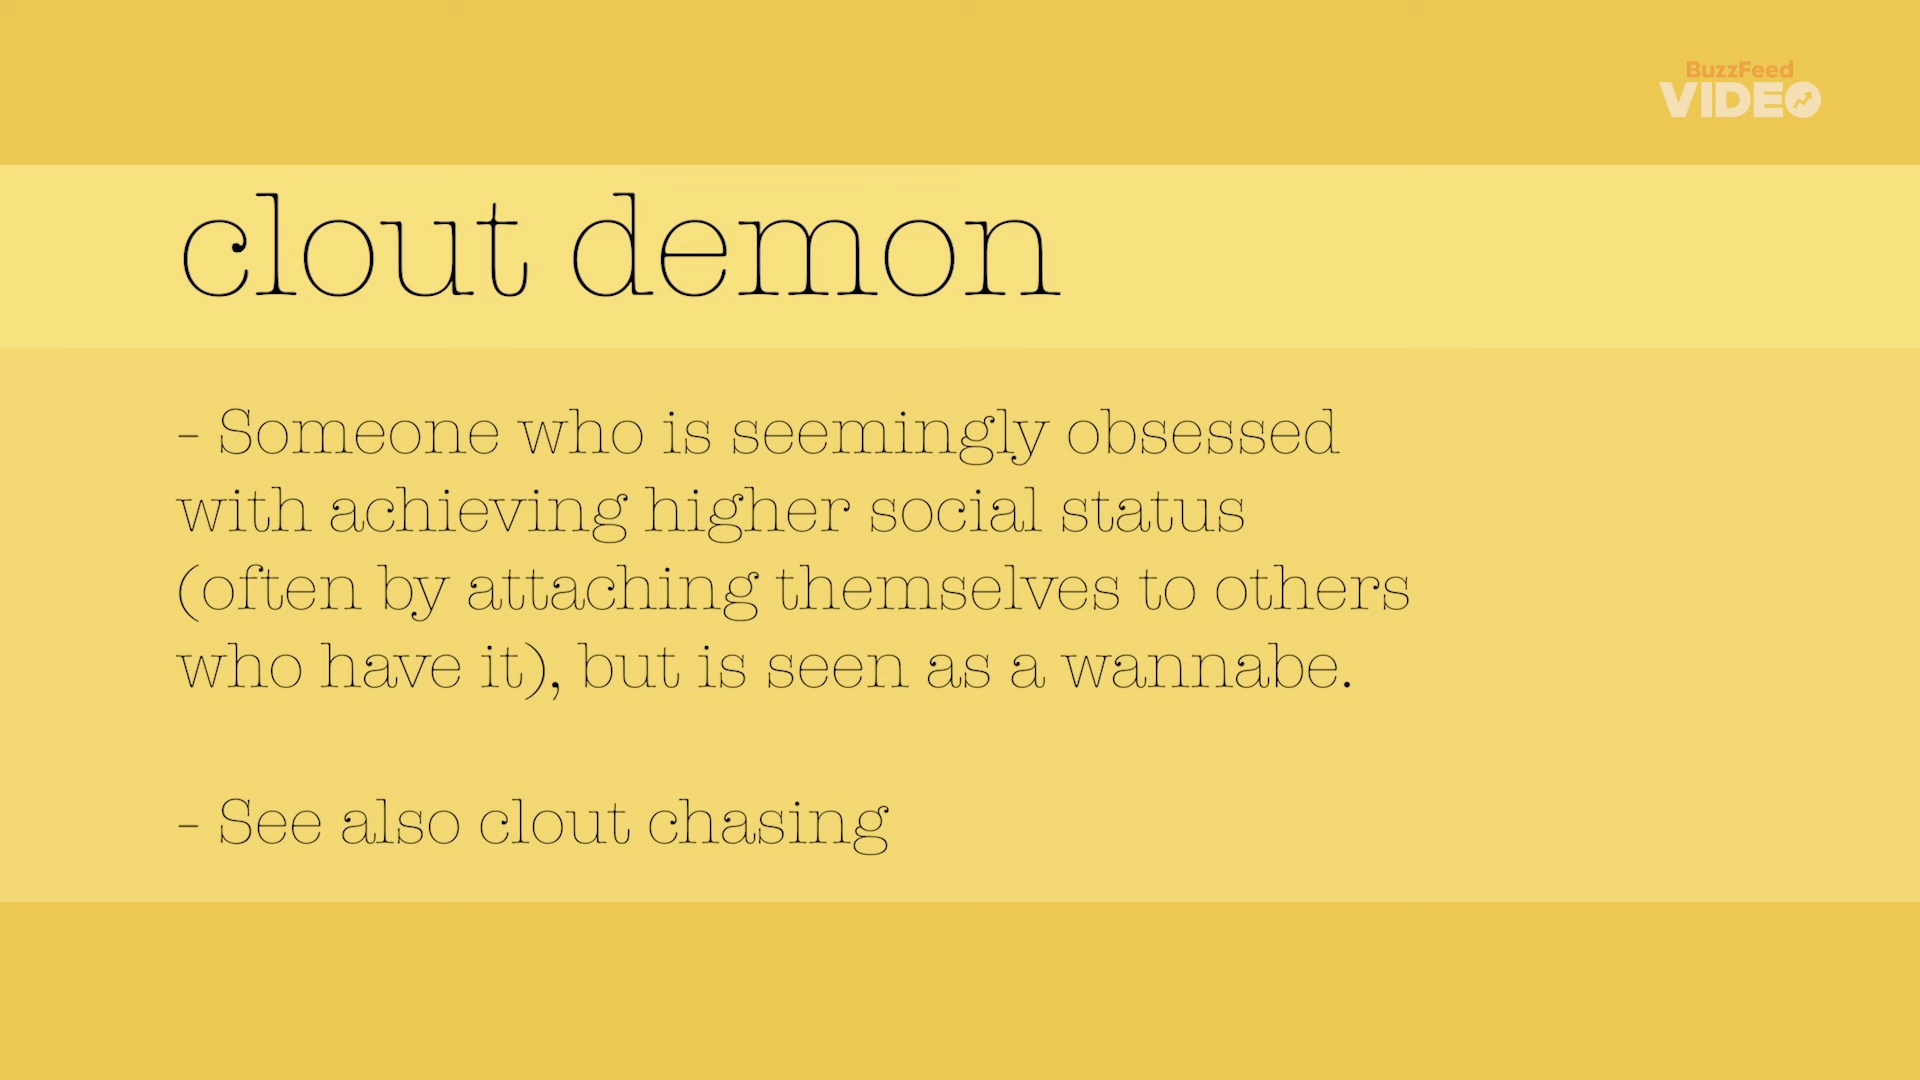 BuzzFeed
VIDEO
clout demon
- Someone who is seemingly obsessed
with achieving higher social status
(often by attaching themselves to others
who have it), but is seen as a wannabe.
- See also clout chasing